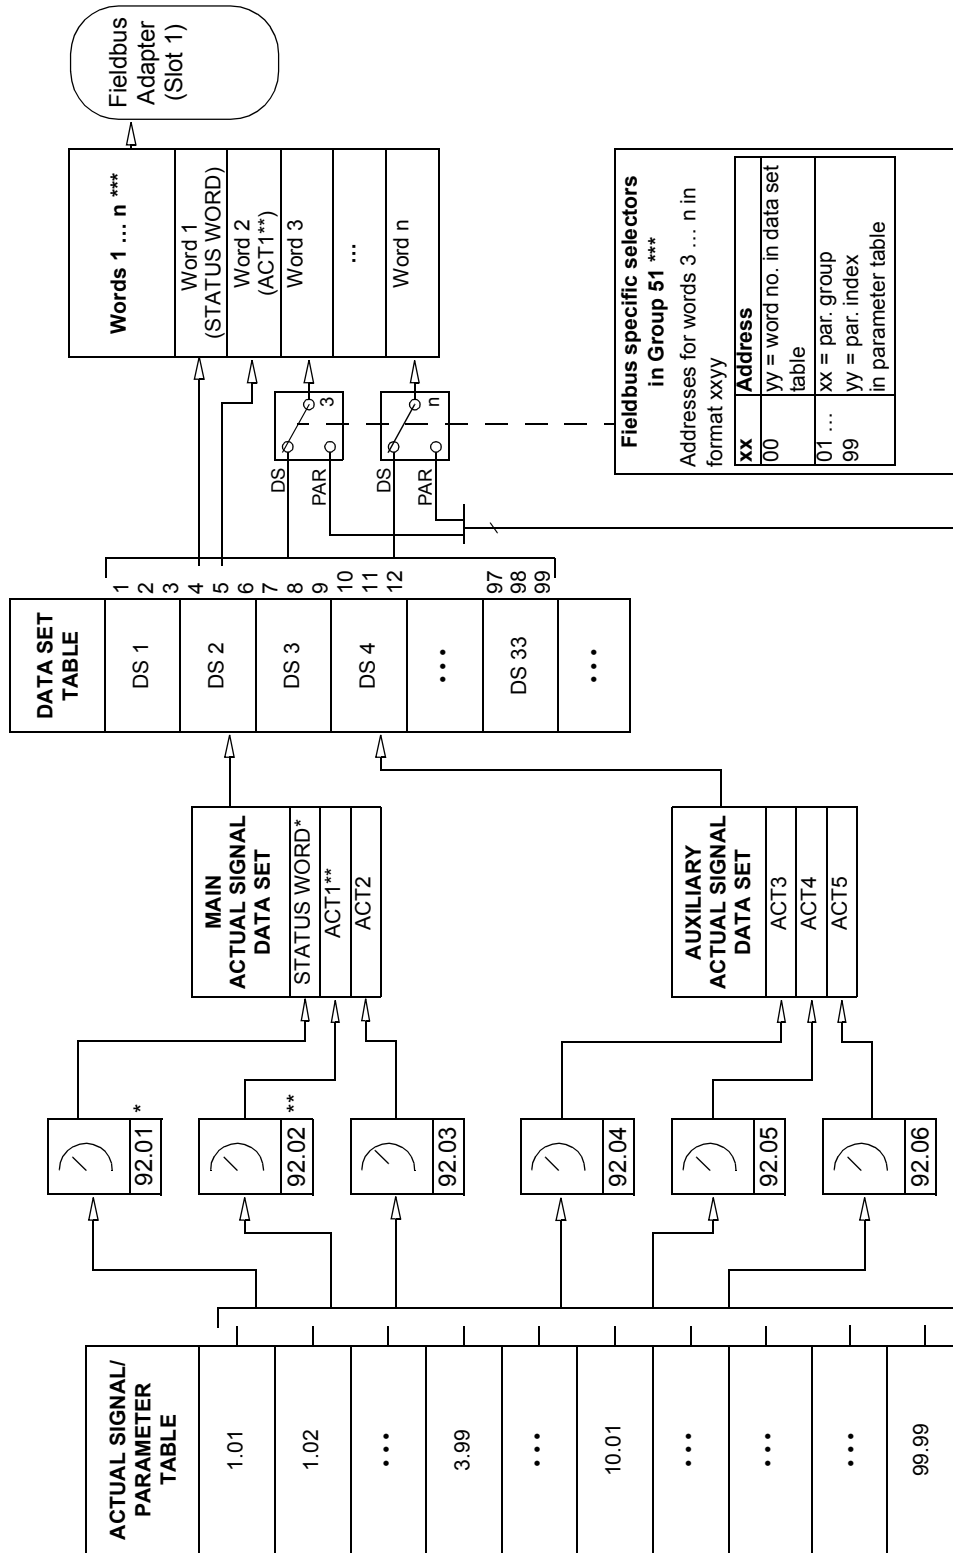 ACTUAL SIGNAL/
PARAMETER
TABLE
1.01
1.02
...
3.99
...
10.01
...
...
...
99.99
92.01 *
92.02 **
92.03
92.04
92.05
92.06
MAIN
ACTUAL SIGNAL
DATA SET
STATUS WORD*
ACT1**
ACT2
AUXILIARY
ACTUAL SIGNAL
DATA SET
ACT3
ACT4
ACT5
DATA SET
TABLE
DS 1
DS 2
DS 3
DS 4
...
DS 33
...
1
2
3
4
5
6
7
8
9
10
11
12
97
98
99
DS
PAR
3
DS
PAR
n
Words 1 ... n ***
Word 1
(STATUS WORD)
Word 2
(ACT1**)
Word 3
...
Word n
Fieldbus
Adapter
(Slot 1)
Fieldbus specific selectors
in Group 51 ***
Addresses for words 3 ... n in
format xxyy
xx Address
00 yy = word no. in data set
table
01 ... xx = par. group
99 yy = par. index
in parameter table